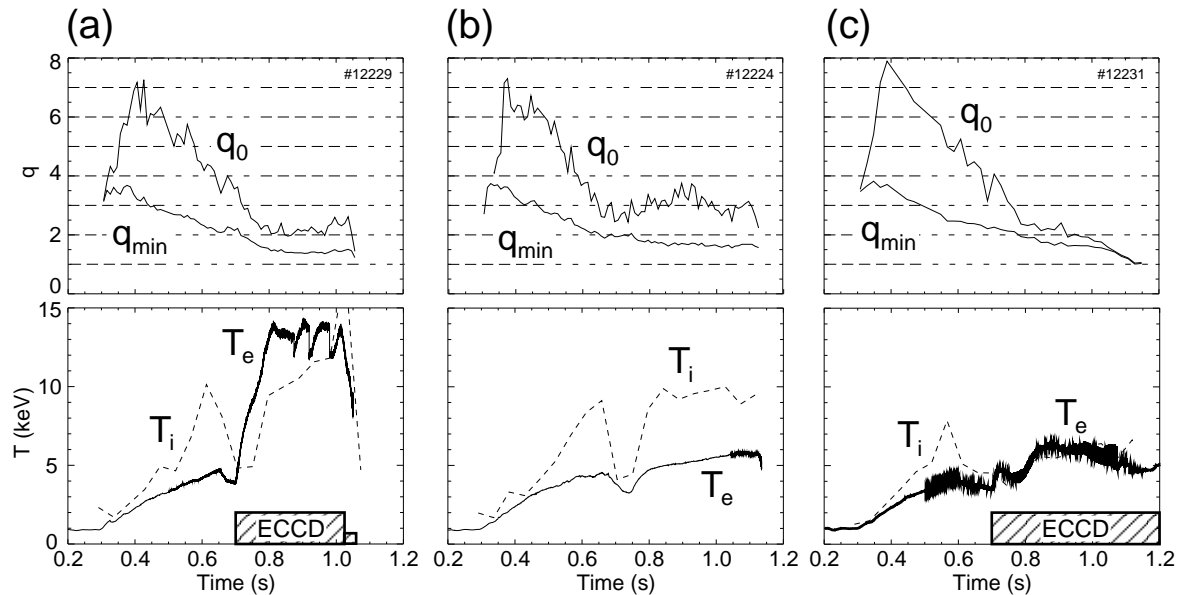 (a)
(b)
(c)
#12229
#12224
#12231
8
6
4
2
0
q
q0
qmin
q0
qmin
q0
qmin
15
10
5
0
T (keV)
Te
Ti
ECCD
Ti
Te
Ti
Te
ECCD
0.2 0.4 0.6 0.8 1.0 1.2
0.2 0.4 0.6 0.8 1.0 1.2
0.2 0.4 0.6 0.8 1.0 1.2
Time (s)
Time (s)
Time (s)